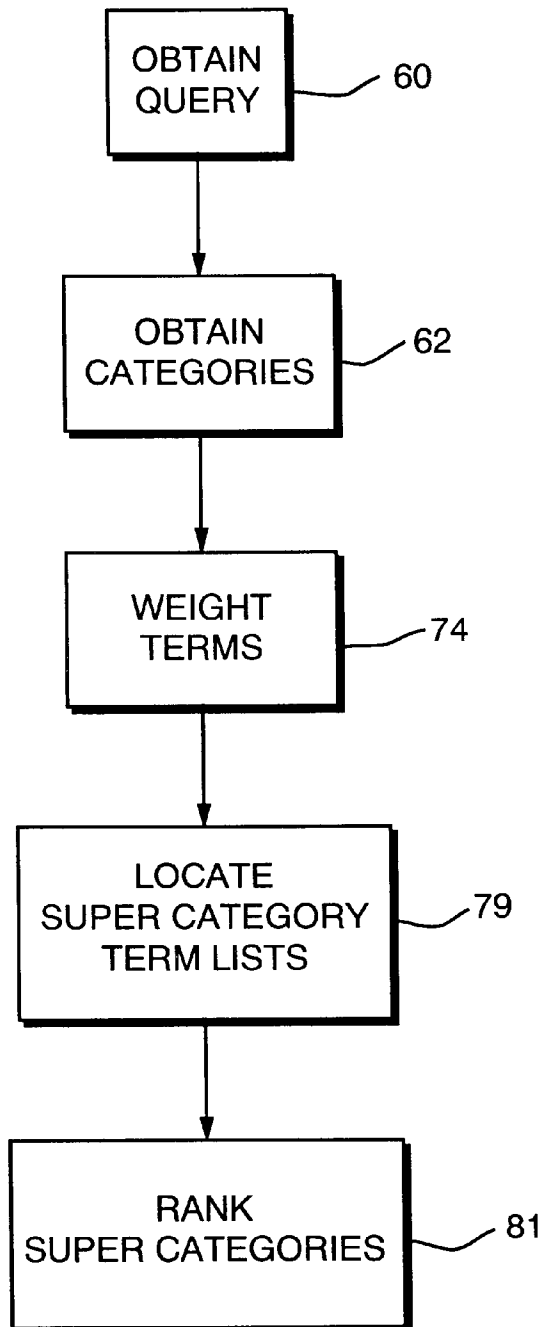 OBTAIN
QUERY
60
OBTAIN
CATEGORIES
62
WEIGHT
TERMS
74
LOCATE
SUPER CATEGORY
TERM LISTS
79
RANK
SUPER CATEGORIES
81